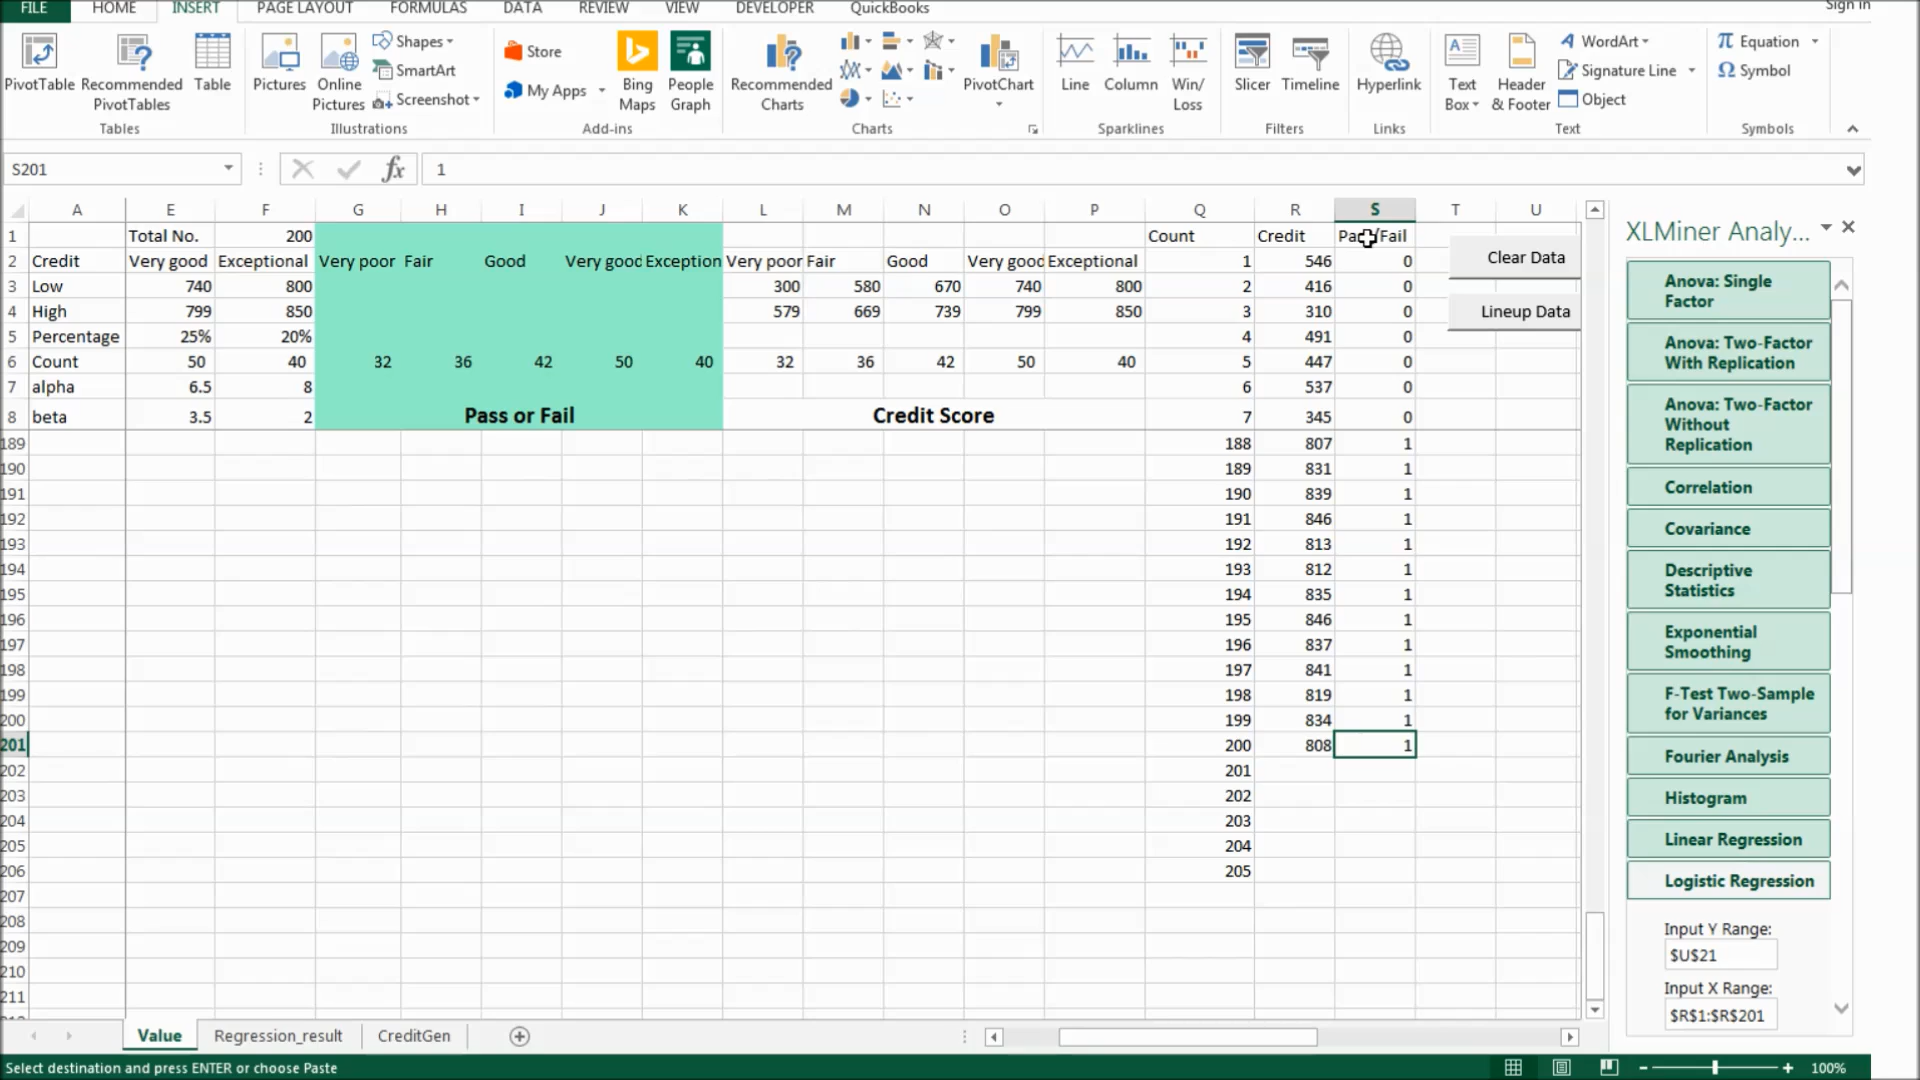 FILE HOME INSERT PAGE LAYOUT FORMULAS DATA REVIEW VIEW DEVELOPER QuickBooks Sign in
PivotTable Recommended PivotTables Table
Tables
Pictures Online Pictures Shapes SmartArt Screenshot
Illustrations
Store My Apps Bing Maps People Graph
Add-ins
Recommended Charts PivotChart
Charts
Line Column Win/ Loss
Sparklines
Slicer Timeline
Filters
Hyperlink
Links
Text Box Header & Footer WordArt Signature Line Object
Text
Equation Symbol
Symbols
S201 fx 1
A E F G H I J K L M N O P Q R S T U
1 Total No. 200 Count Credit
2 Credit Very good Exceptional Very poor Fair Good Very good Exception Very poor Fair Good Very good Exceptional 1 546 0
3 Low 740 800 300 580 670 740 800 2 416 0
4 High 799 850 579 669 739 799 850 3 310 0
5 Percentage 25% 20% 4 491 0
6 Count 50 40 32 36 42 50 40 32 36 42 50 40 5 447 0
7 alpha 6.5 8 6 537 0
8 beta 3.5 2 Pass or Fail Credit Score 7 345 0
189 188 807 1
190 189 831 1
191 190 839 1
192 191 846 1
193 192 813 1
194 193 812 1
195 194 835 1
196 195 846 1
197 196 837 1
198 197 841 1
199 198 819 1
200 199 834 1
201 200 808 1
202 201
203 202
204 203
205 204
206 205
207
208
209
210
211
Clear Data
Lineup Data
XLMiner Analy...
Anova: Single
Factor
Anova: Two-Factor
With Replication
Anova: Two-Factor
Without
Replication
Correlation
Covariance
Descriptive
Statistics
Exponential
Smoothing
F-Test Two-Sample
for Variances
Fourier Analysis
Histogram
Linear Regression
Logistic Regression
Input Y Range:
$U$21
Input X Range:
$R$1:$R$201
Value Regression_result CreditGen
Select destination and press ENTER or choose Paste 100%